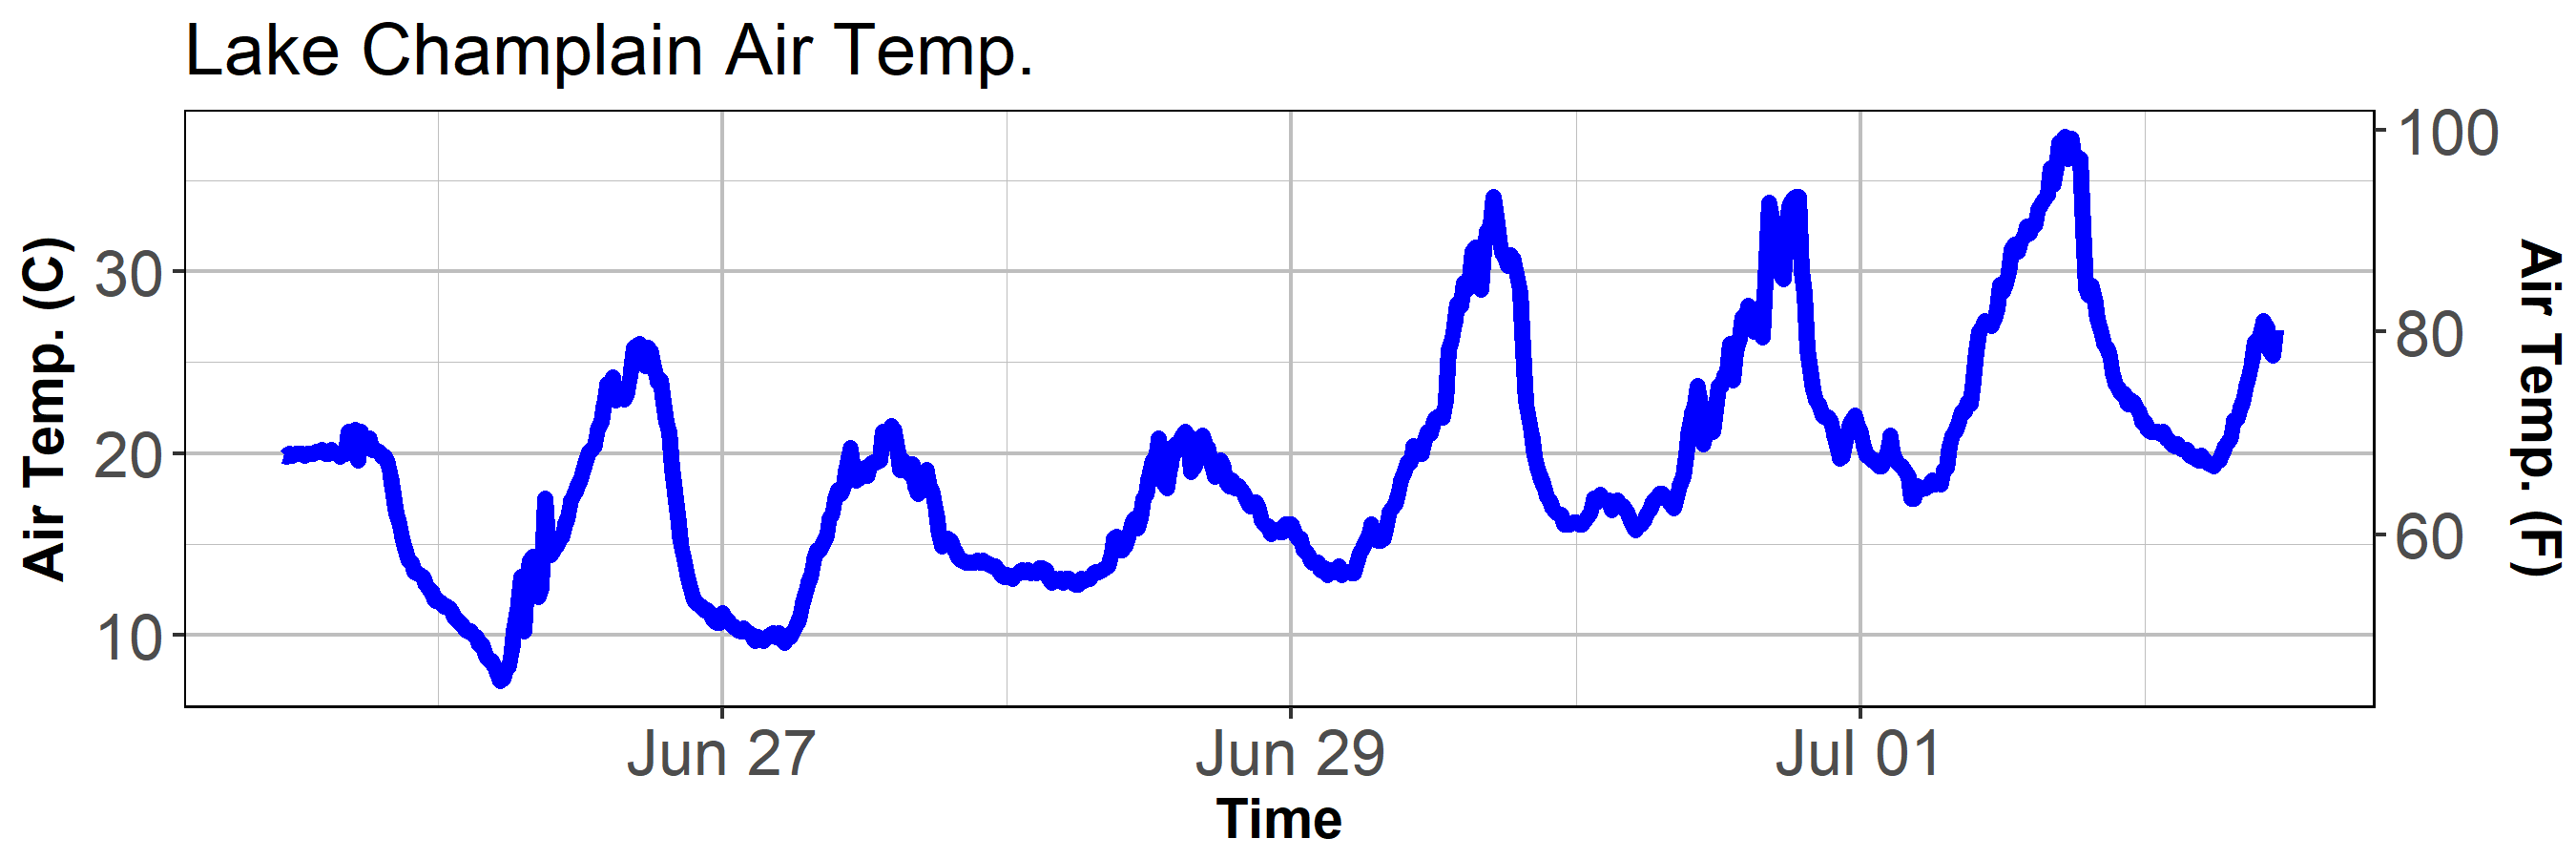 Lake Champlain Air Temp.
Air Temp. (C)
30
20
10
100
80
60
Air Temp. (F)
Jun 27
Jun 29
Jul 01
Time